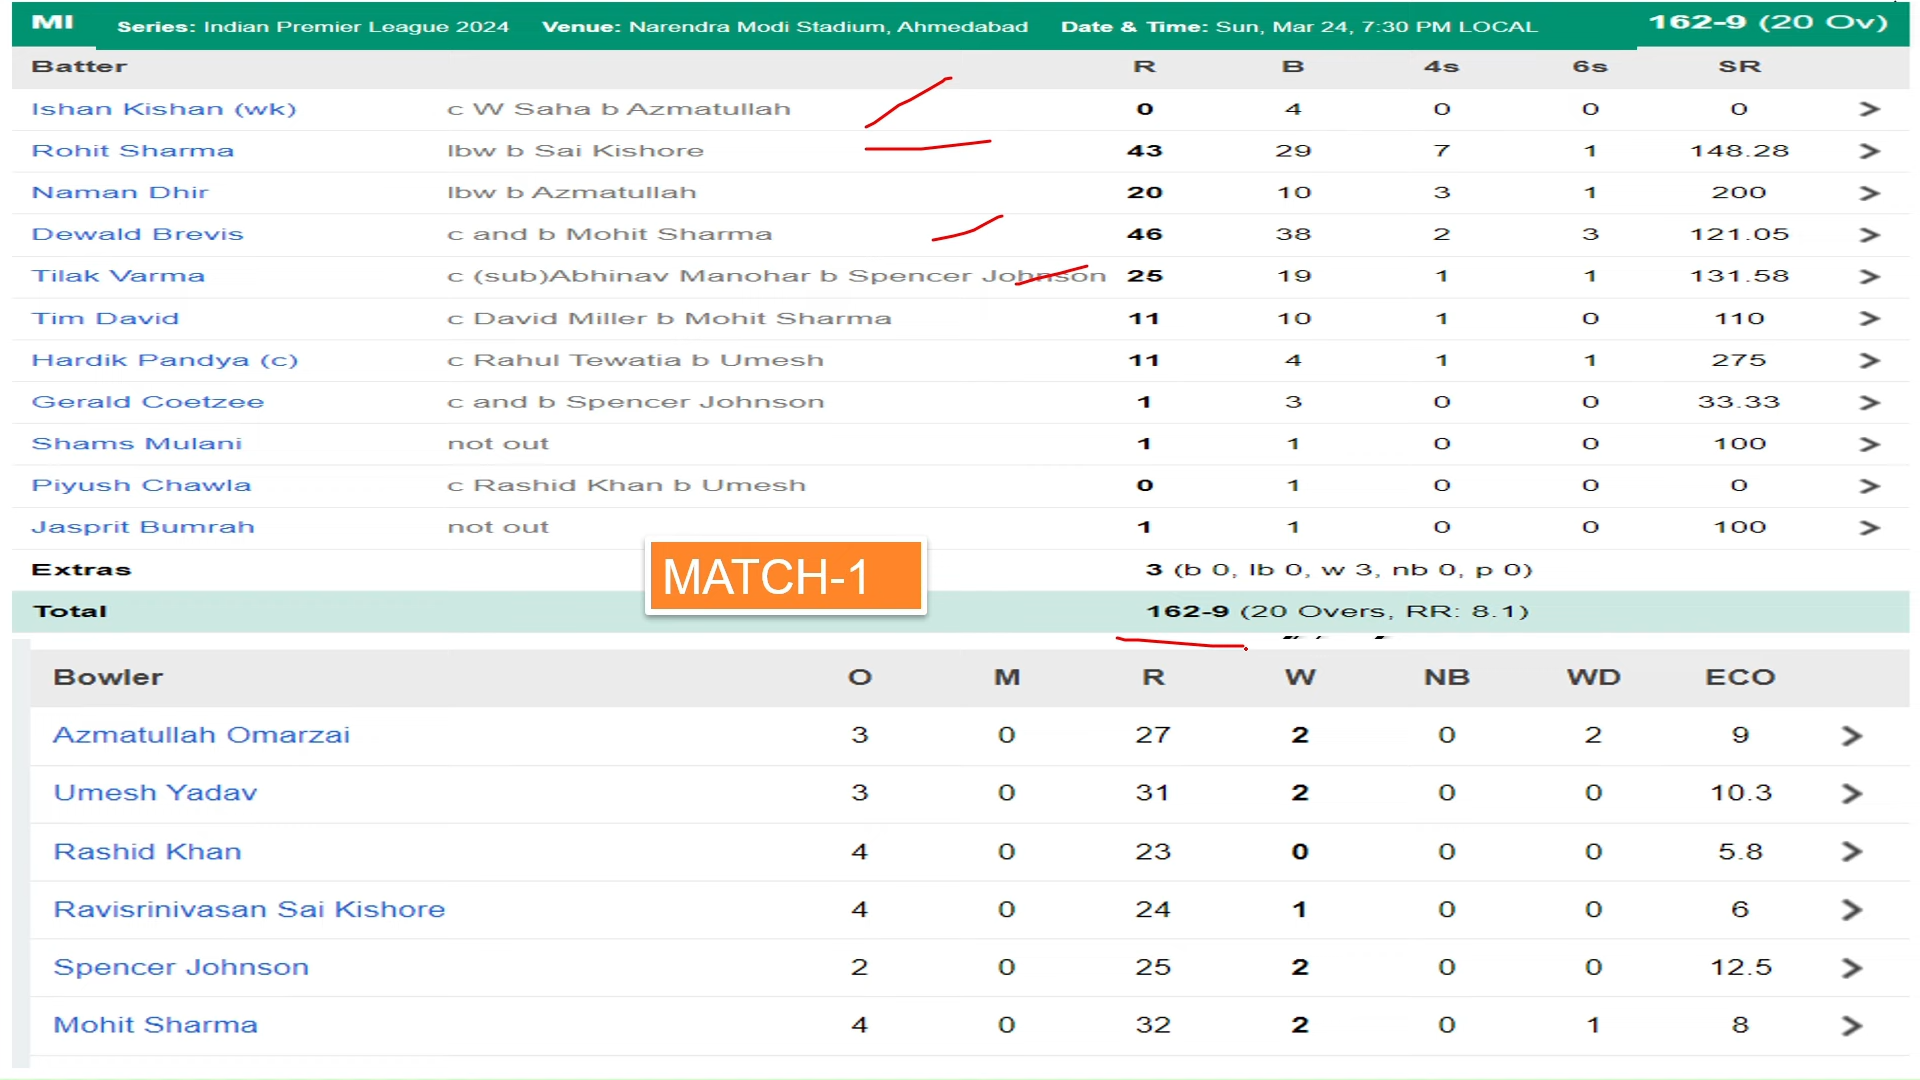 MI Series: Indian Premier League 2024 Venue: Narendra Modi Stadium, Ahmedabad Date & Time: Sun, Mar 24, 7:30 PM LOCAL 162-9 (20 Ov)
Batter R B 4s 6s SR
Ishan Kishan (wk) c W Saha b Azmatullah 0 4 0 0 0
Rohit Sharma lbw b Sai Kishore 43 29 7 1 148.28
Naman Dhir lbw b Azmatullah 20 10 3 1 200
Dewald Brevis c and b Mohit Sharma 46 38 2 3 121.05
Tilak Varma c (sub)Abhinav Manohar b Spencer Johnson 25 19 1 1 131.58
Tim David c David Miller b Mohit Sharma 11 10 1 0 110
Hardik Pandya (c) c Rahul Tewatia b Umesh 11 4 1 1 275
Gerald Coetzee c and b Spencer Johnson 1 3 0 0 33.33
Shams Mulani not out 1 1 0 0 100
Piyush Chawla c Rashid Khan b Umesh 0 1 0 0 0
Jasprit Bumrah not out 1 1 0 0 100
Extras 3 (b 0, lb 0, w 3, nb 0, p 0)
MATCH-1
Total 162-9 (20 Overs, RR: 8.1)
Bowler O M R W NB WD ECO
Azmatullah Omarzai 3 0 27 2 0 2 9
Umesh Yadav 3 0 31 2 0 0 10.3
Rashid Khan 4 0 23 0 0 0 5.8
Ravisrinivasan Sai Kishore 4 0 24 1 0 0 6
Spencer Johnson 2 0 25 2 0 0 12.5
Mohit Sharma 4 0 32 2 0 1 8